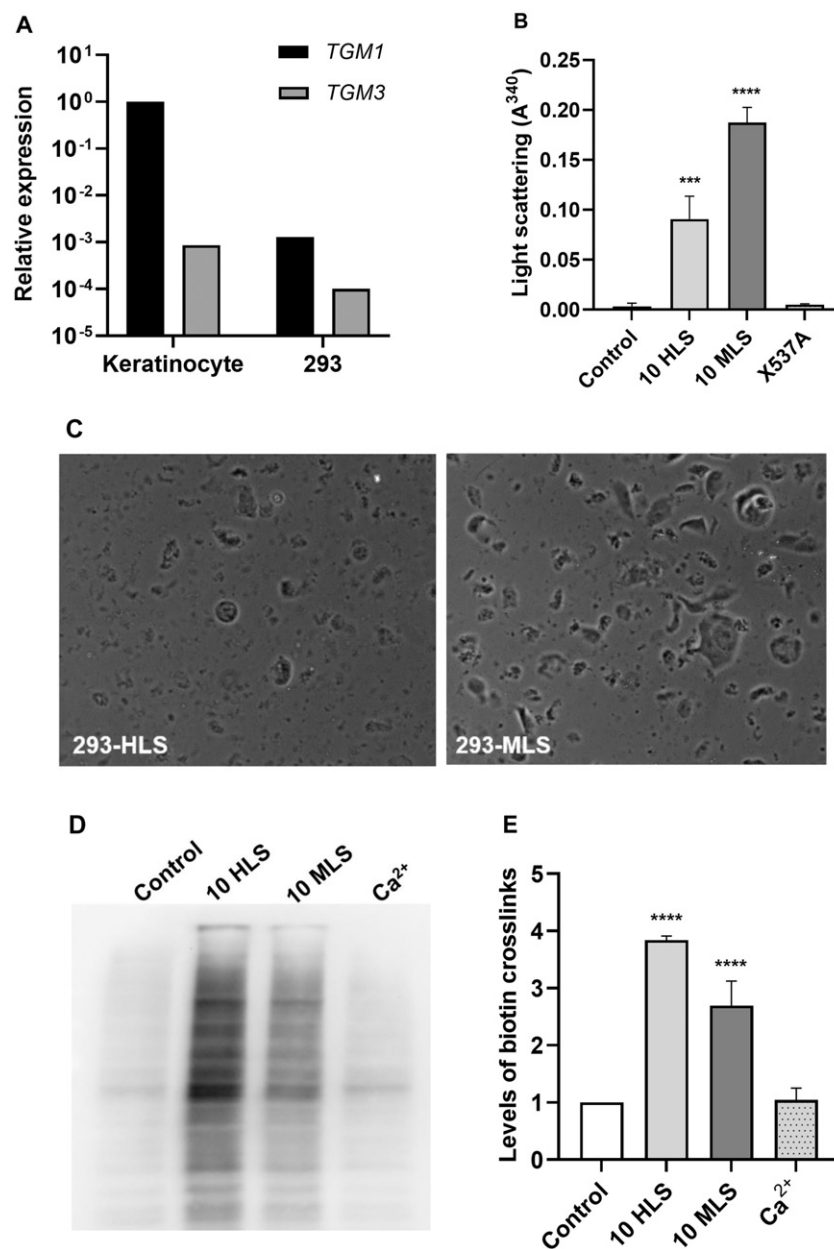 A
Relative expression
10¹
10⁰
10⁻¹
10⁻²
10⁻³
10⁻⁴
10⁻⁵
TGM1
TGM3
Keratinocyte
293
B
Light scattering (A³⁴⁰)
0.25
0.20
0.15
0.10
0.05
0.00
***
****
Control
10 HLS
10 MLS
X537A
C
293-HLS
293-MLS
D
Control
10 HLS
10 MLS
Ca²⁺
E
Levels of biotin crosslinks
5
4
3
2
1
0
****
****
Control
10 HLS
10 MLS
Ca²⁺